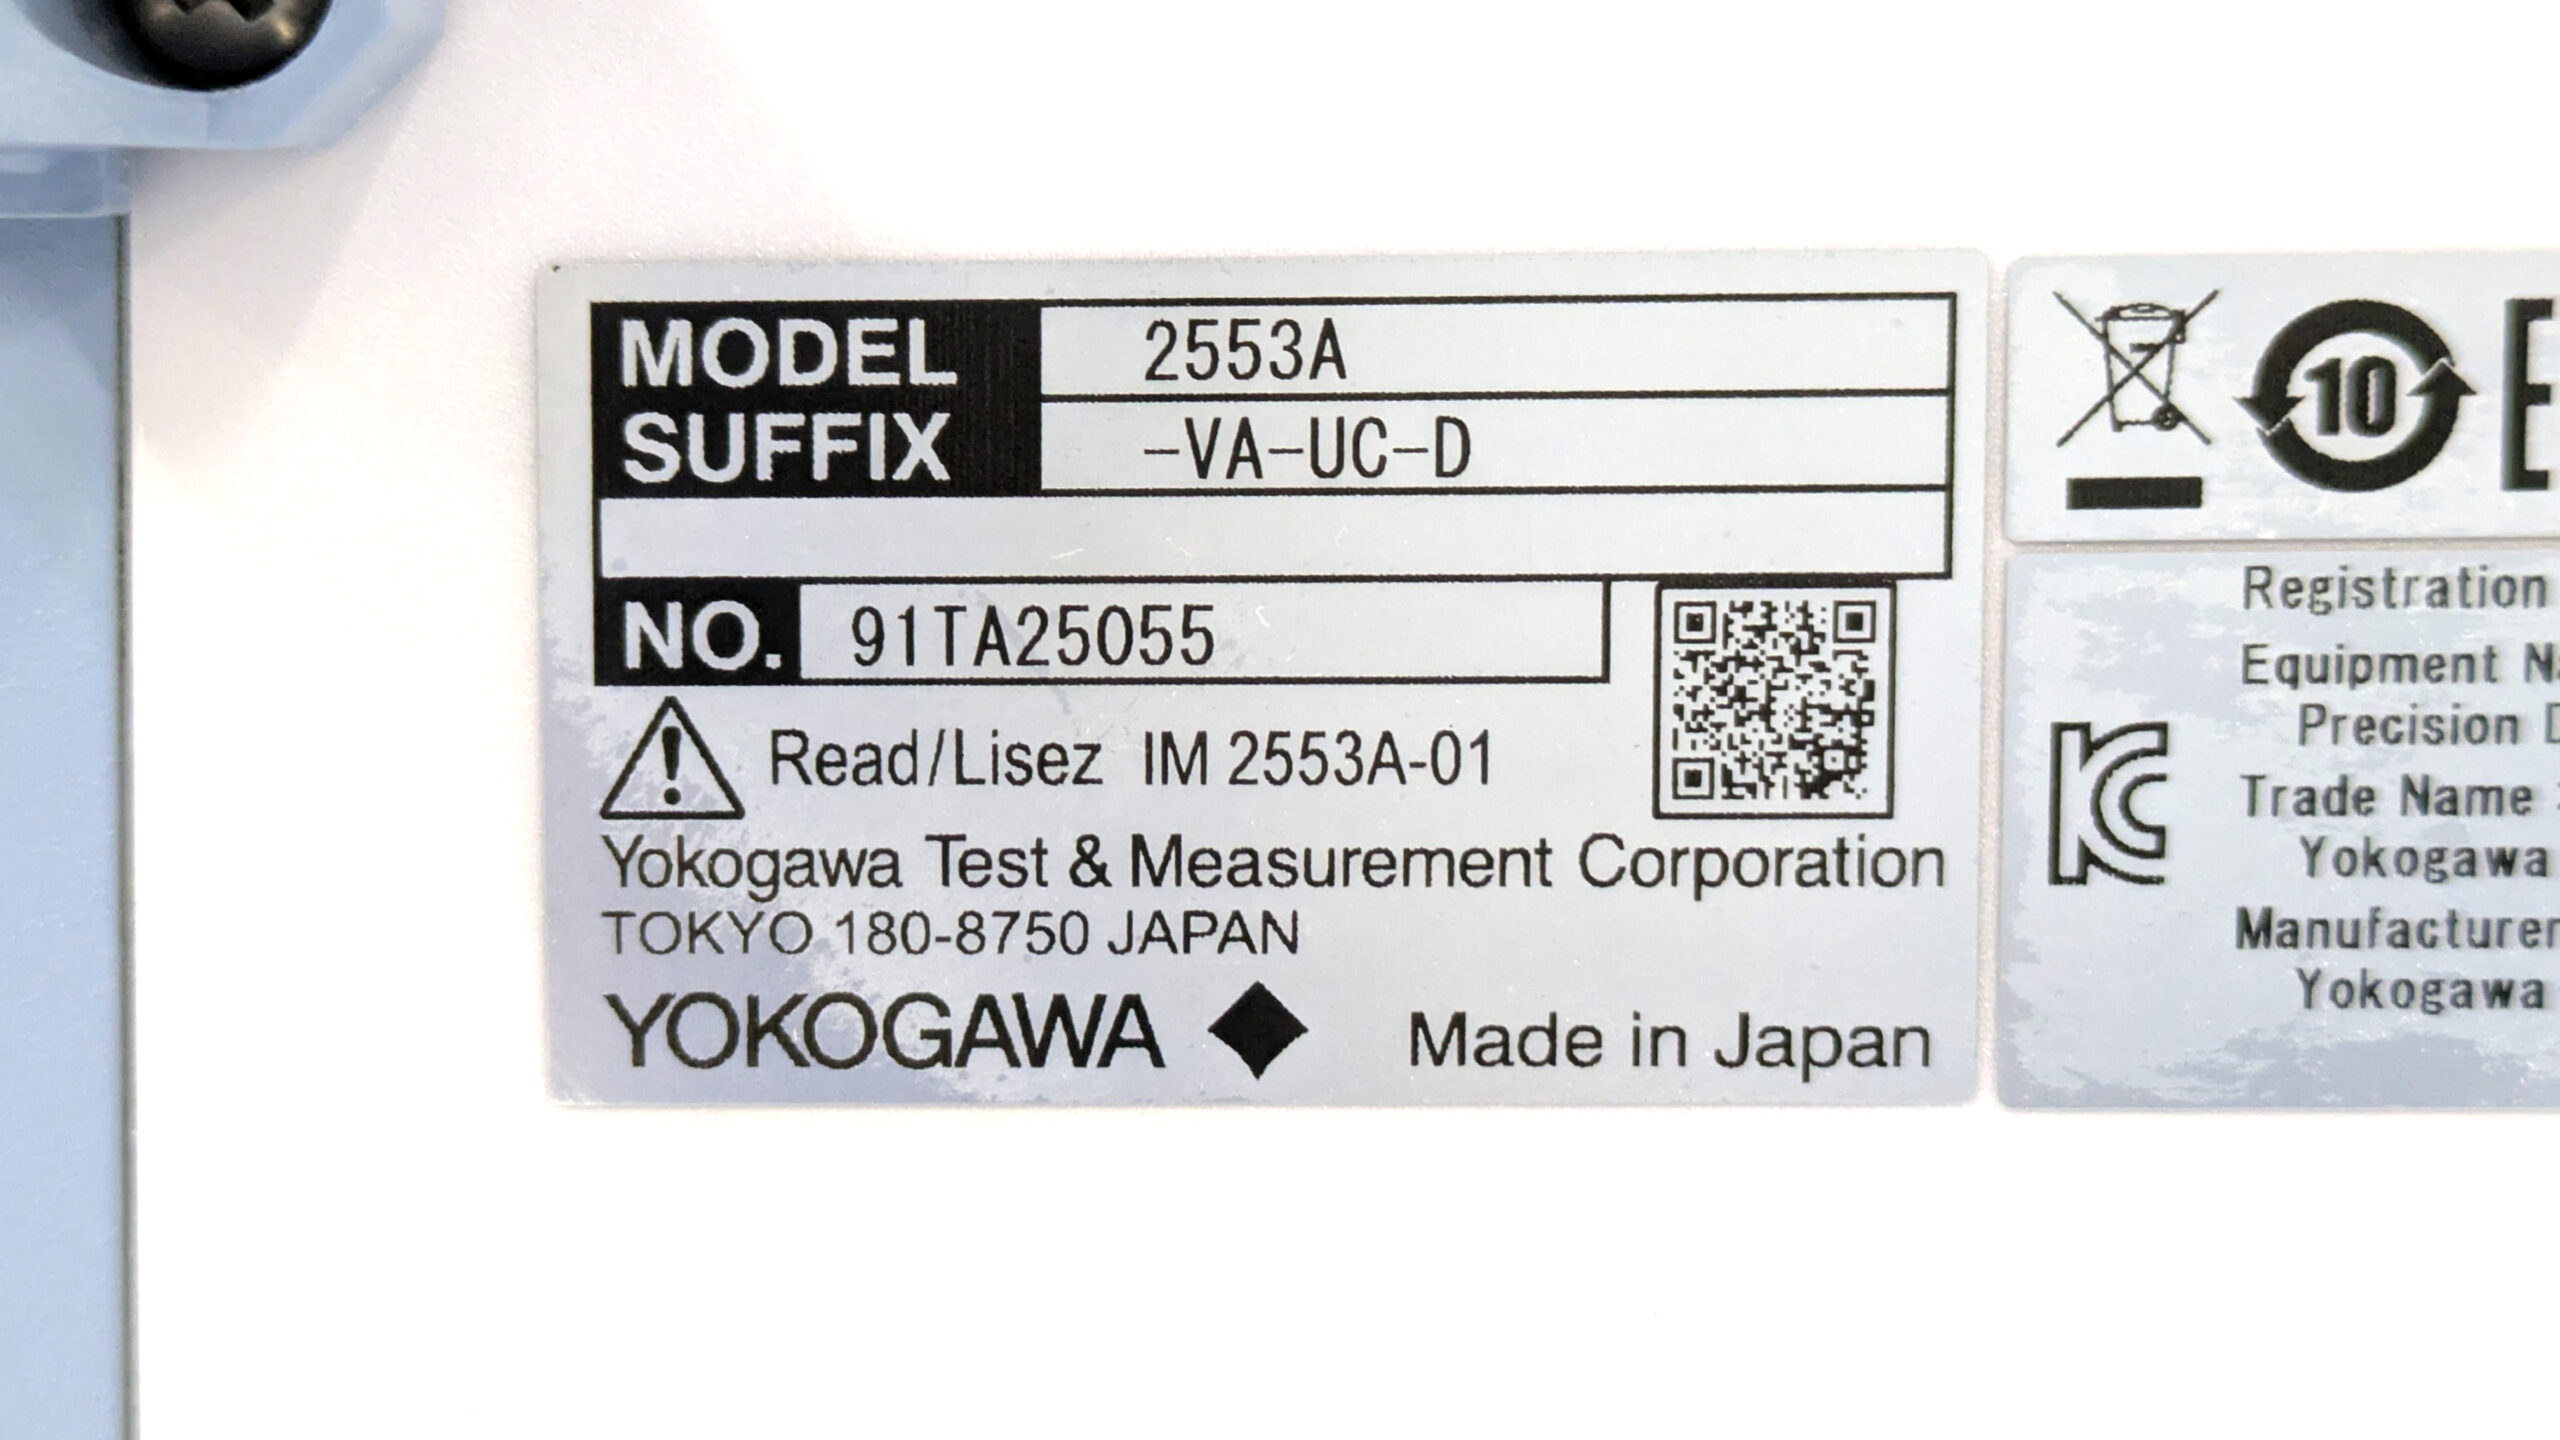 MODEL 2553A
SUFFIX -VA-UC-D
NO. 91TA25055
Read/Lisez IM 2553A-01
Yokogawa Test & Measurement Corporation
TOKYO 180-8750 JAPAN
YOKOGAWA
Made in Japan
10
Registration
Equipment
Precision
Trade Name
Yokogawa
Manufacturer
Yokogawa